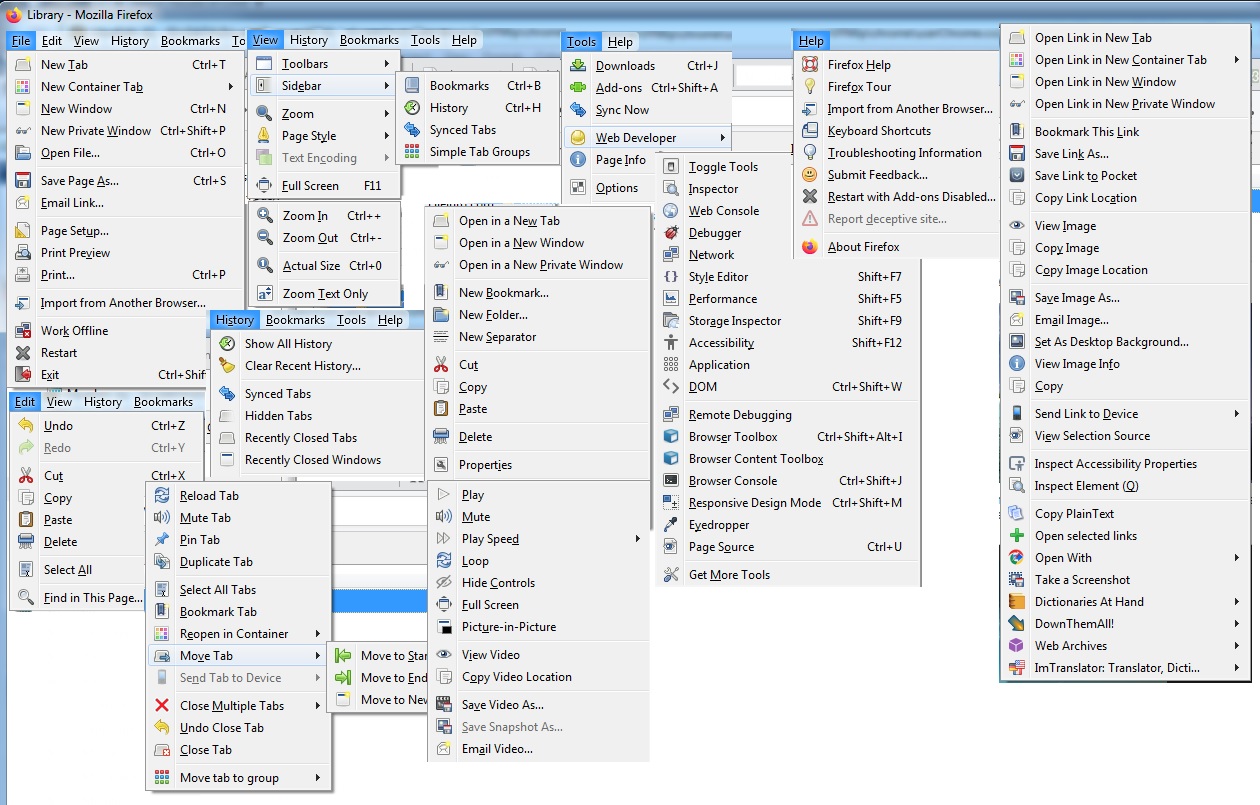 Library - Mozilla Firefox
File Edit View History Bookmarks To
New Tab Ctrl+T
New Container Tab
New Window Ctrl+N
New Private Window Ctrl+Shift+P
Open File... Ctrl+O
Save Page As... Ctrl+S
Email Link...
Page Setup...
Print Preview
Print... Ctrl+P
Import from Another Browser...
Work Offline
Restart
Exit Ctrl+Shif
Edit View History Bookmarks
Undo Ctrl+Z
Redo Ctrl+Y
Cut Ctrl+X
Copy
Paste
Delete
Select All
Find in This Page...
View History Bookmarks Tools Help
Toolbars
Sidebar
Zoom
Page Style
Text Encoding
Full Screen F11
Bookmarks Ctrl+B
History Ctrl+H
Synced Tabs
Simple Tab Groups
Zoom In Ctrl++
Zoom Out Ctrl+-
Actual Size Ctrl+0
Zoom Text Only
History Bookmarks Tools Help
Show All History
Clear Recent History...
Synced Tabs
Hidden Tabs
Recently Closed Tabs
Recently Closed Windows
Reload Tab
Mute Tab
Pin Tab
Duplicate Tab
Select All Tabs
Bookmark Tab
Reopen in Container
Move Tab
Send Tab to Device
Close Multiple Tabs
Undo Close Tab
Close Tab
Move tab to group
Move to Star
Move to End
Move to New
Open in a New Tab
Open in a New Window
Open in a New Private Window
New Bookmark...
New Folder...
New Separator
Cut
Copy
Paste
Delete
Properties
Play
Mute
Play Speed
Loop
Hide Controls
Full Screen
Picture-in-Picture
View Video
Copy Video Location
Save Video As...
Save Snapshot As...
Email Video...
Tools Help
Downloads Ctrl+J
Add-ons Ctrl+Shift+A
Sync Now
Web Developer
Page Info
Options
Toggle Tools
Inspector
Web Console
Debugger
Network
Style Editor Shift+F7
Performance Shift+F5
Storage Inspector Shift+F9
Accessibility Shift+F12
Application
DOM Ctrl+Shift+W
Remote Debugging
Browser Toolbox Ctrl+Shift+Alt+I
Browser Content Toolbox
Browser Console Ctrl+Shift+J
Responsive Design Mode Ctrl+Shift+M
Eyedropper
Page Source Ctrl+U
Get More Tools
Help
Firefox Help
Firefox Tour
Import from Another Browser...
Keyboard Shortcuts
Troubleshooting Information
Submit Feedback...
Restart with Add-ons Disabled...
Report deceptive site...
About Firefox
Open Link in New Tab
Open Link in New Container Tab
Open Link in New Window
Open Link in New Private Window
Bookmark This Link
Save Link As...
Save Link to Pocket
Copy Link Location
View Image
Copy Image
Copy Image Location
Save Image As...
Email Image...
Set As Desktop Background...
View Image Info
Copy
Send Link to Device
View Selection Source
Inspect Accessibility Properties
Inspect Element (Q)
Copy PlainText
Open selected links
Open With
Take a Screenshot
Dictionaries At Hand
DownThemAll!
Web Archives
ImTranslator: Translator, Dicti...